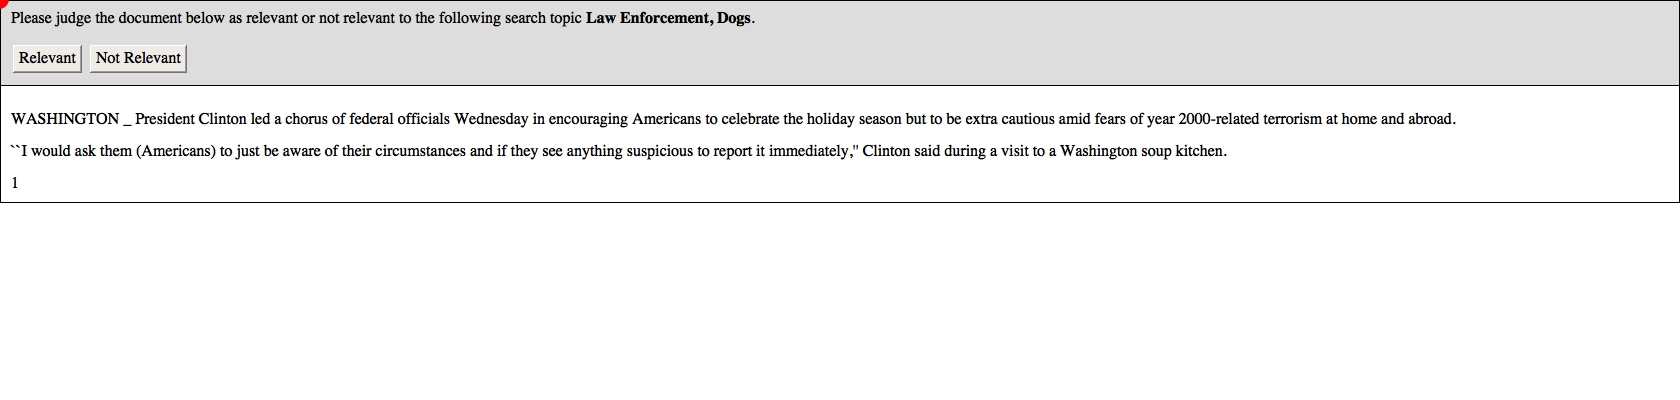 Please judge the document below as relevant or not relevant to the following search topic Law Enforcement, Dogs.
Relevant Not Relevant
WASHINGTON _ President Clinton led a chorus of federal officials Wednesday in encouraging Americans to celebrate the holiday season but to be extra cautious amid fears of year 2000-related terrorism at home and abroad.
``I would ask them (Americans) to just be aware of their circumstances and if they see anything suspicious to report it immediately,'' Clinton said during a visit to a Washington soup kitchen.
1